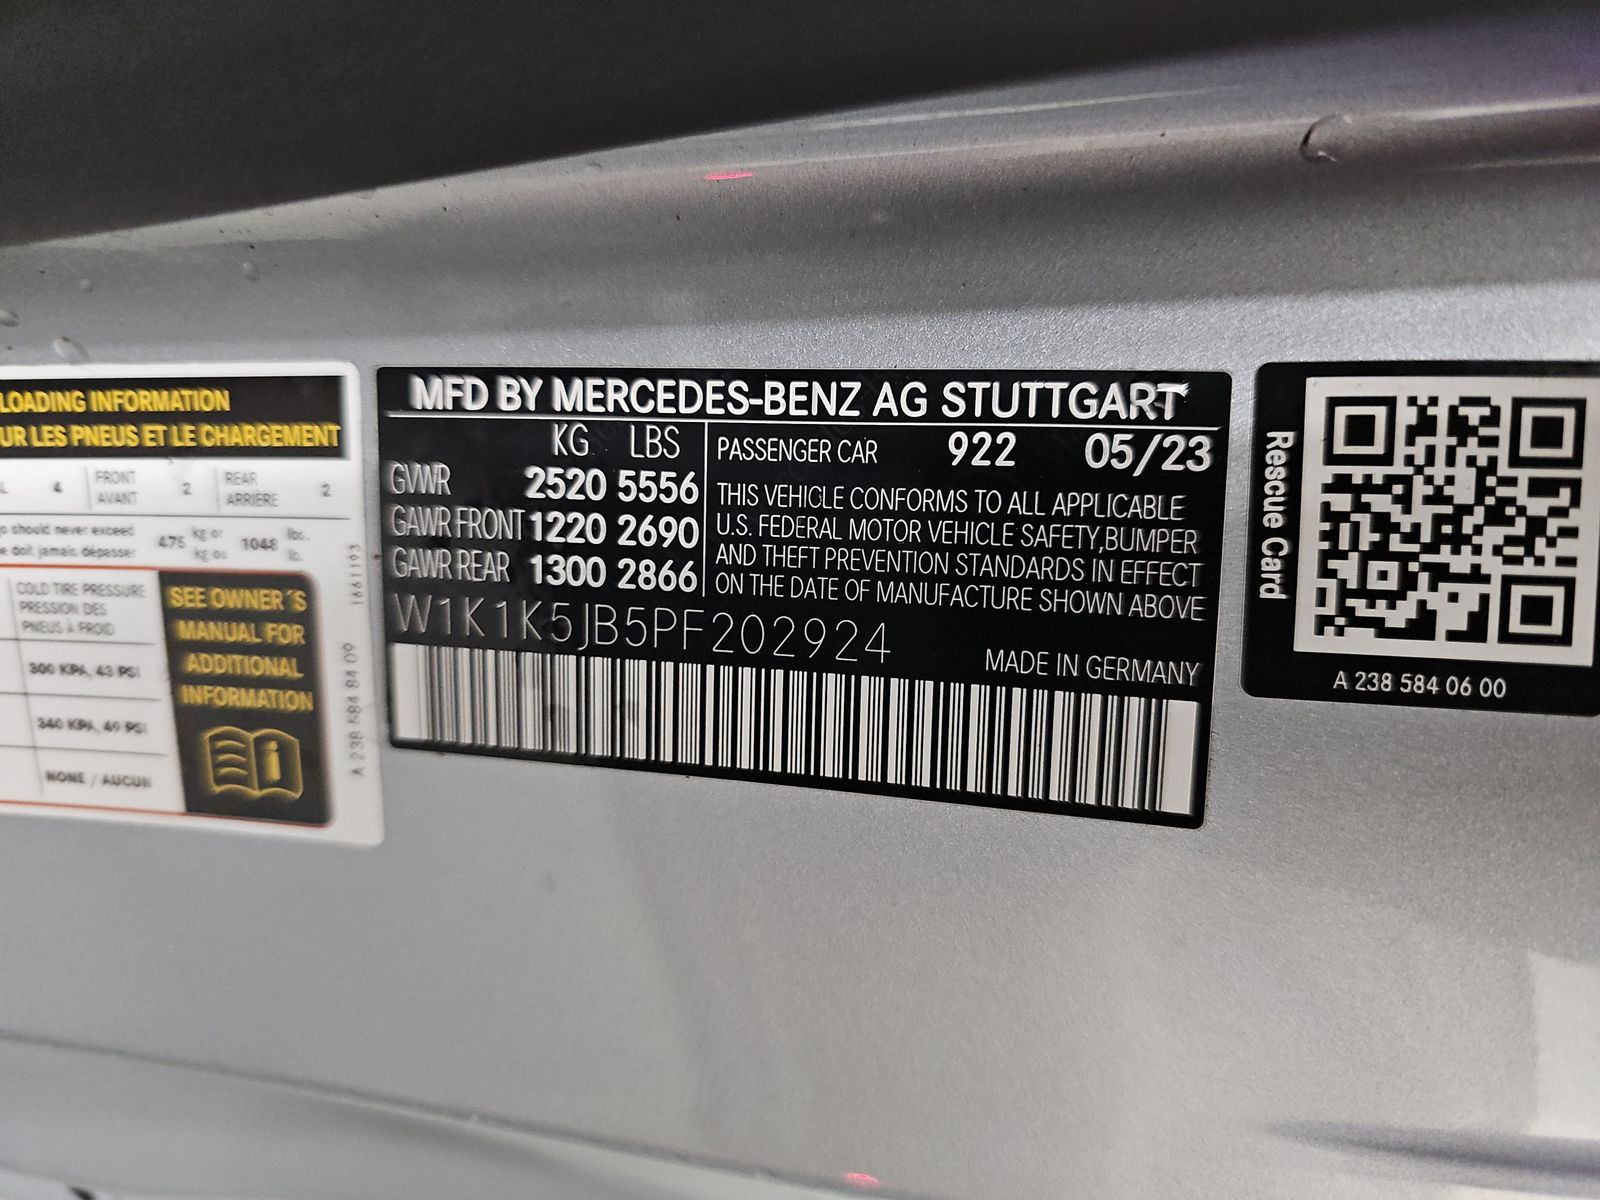 LOADING INFORMATION
UR LES PNEUS ET LE CHARGEMENT
L 4 FRONT 2 REAR 2
AVANT ARRIÈRE
o should never exceed 475 kg or 1048 lbs.
e doit jamais dépasser kg ou lb.
COLD TIRE PRESSURE
PRESSION DES
PNEUS À FROID
300 KPA, 43 PSI
340 KPA, 49 PSI
NONE / AUCUN
SEE OWNER'S
MANUAL FOR
ADDITIONAL
INFORMATION
1661193
A 238 584 84 09
MFD BY MERCEDES-BENZ AG STUTTGART
KG LBS
GVWR 2520 5556
GAWR FRONT 1220 2690
GAWR REAR 1300 2866
PASSENGER CAR 922 05/23
THIS VEHICLE CONFORMS TO ALL APPLICABLE
U.S. FEDERAL MOTOR VEHICLE SAFETY,BUMPER
AND THEFT PREVENTION STANDARDS IN EFFECT
ON THE DATE OF MANUFACTURE SHOWN ABOVE
W1K1K5JB5PF202924
MADE IN GERMANY
Rescue Card
A 238 584 06 00